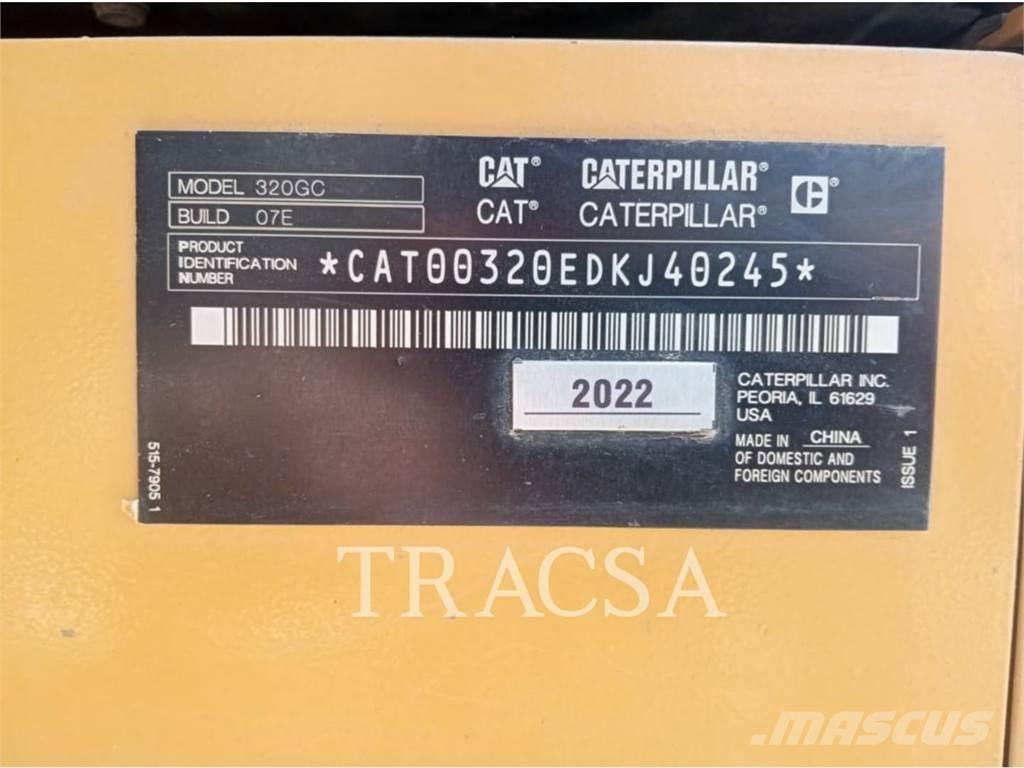 MODEL 320GC
BUILD 07E
CAT® CATERPILLAR®
CAT® CATERPILLAR®
PRODUCT
IDENTIFICATION
NUMBER
*CAT00320EDKJ40245*
2022
CATERPILLAR INC.
PEORIA, IL 61629
USA
MADE IN CHINA
OF DOMESTIC AND
FOREIGN COMPONENTS
ISSUE 1
515-7905 1
TRACSA
MASCUS